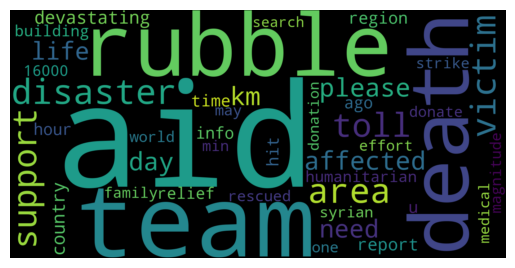 devastating search region
building rubble death
life strike victim
16000 disaster time km please
aid ago donate
support hour world may toll
day min info hit donation effort
affected
country familyrelief rescued humanitarian
team area syrian u medical magnitude
one need report